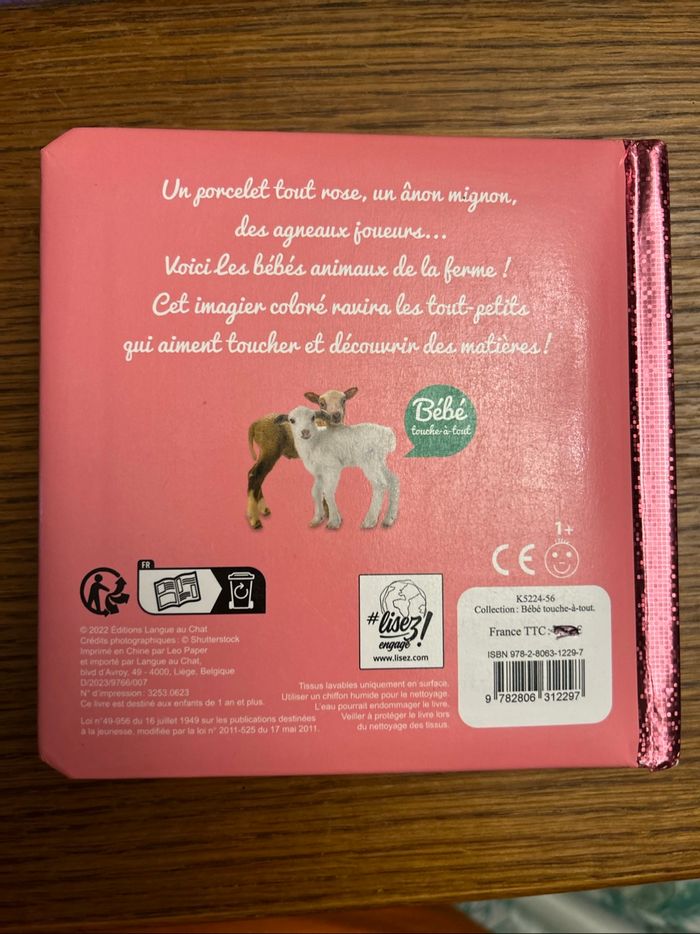 Un porcelet tout rose, un ânon mignon,
des agneaux joueurs...
Voici Les bébés animaux de la ferme !
Cet imagier coloré ravira les tout-petits
qui aiment toucher et découvrir des matières !
Bébé
touche-à-tout
1+
CE
FR
© 2022 Éditions Langue au Chat
Crédits photographiques : © Shutterstock
Imprimé en Chine par Leo Paper
et importé par Langue au Chat,
blvd d'Avroy, 49 - 4000, Liège, Belgique
D/2023/9766/007
N° d'impression : 3253.0623
Ce livre est destiné aux enfants de 1 an et plus.
Loi n°49-956 du 16 juillet 1949 sur les publications destinées
à la jeunesse, modifiée par la loi n° 2011-525 du 17 mai 2011.
#lisez!
engagé
www.lisez.com
Tissus lavables uniquement en surface.
Utiliser un chiffon humide pour le nettoyage.
L'eau pourrait endommager le livre.
Veiller à protéger le livre lors
du nettoyage des tissus.
K5224-56
Collection : Bébé touche-à-tout.
France TTC : €
ISBN 978-2-8063-1229-7
9 782806 312297